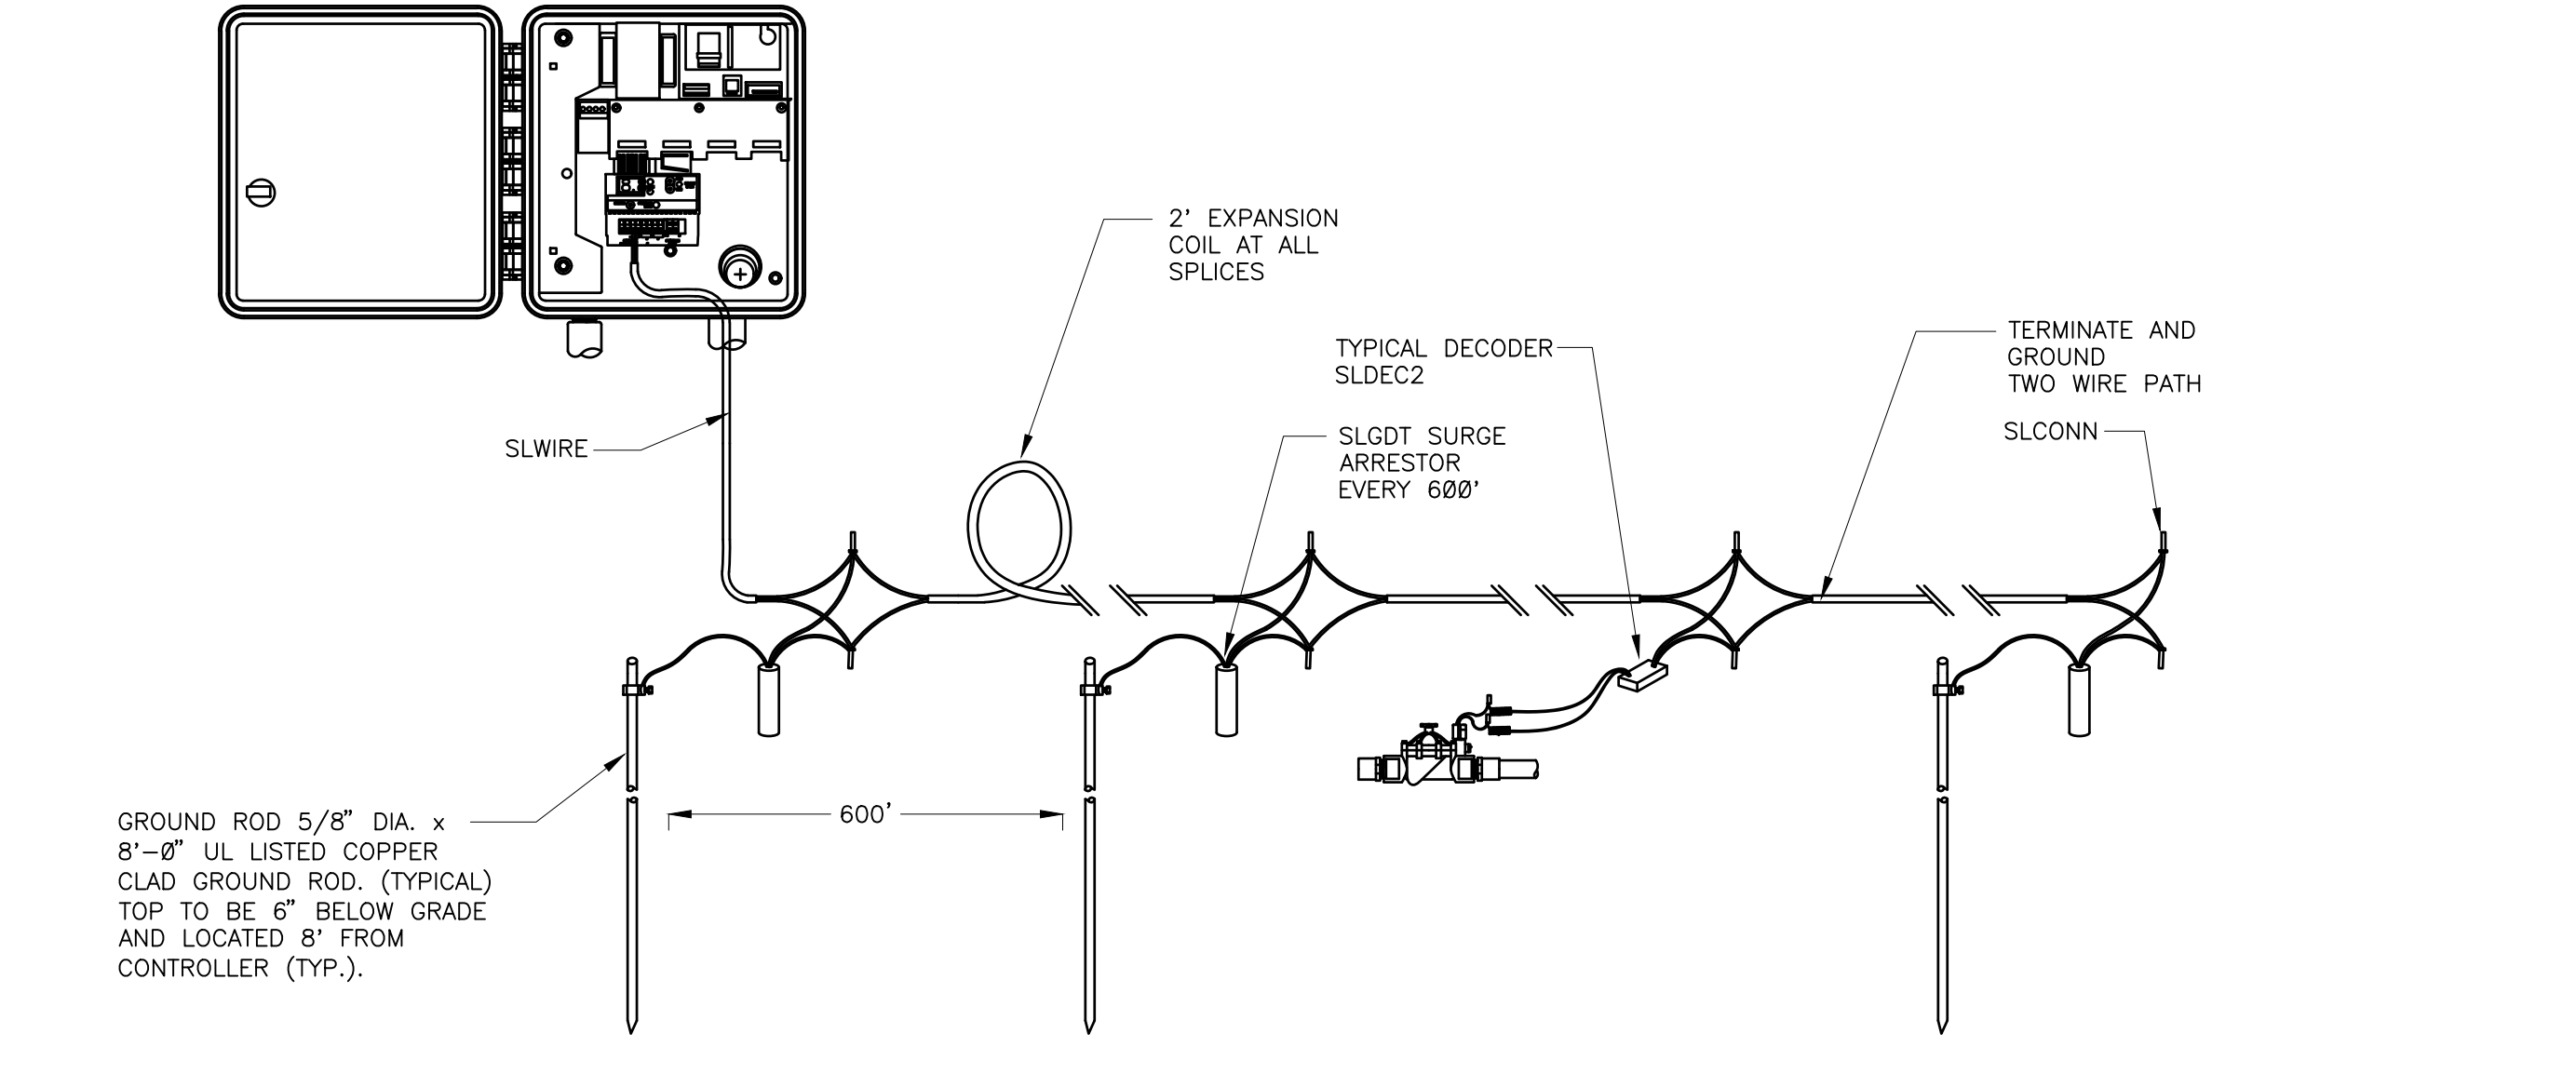 2' EXPANSION
COIL AT ALL
SPLICES
TERMINATE AND
GROUND
TWO WIRE PATH
TYPICAL DECODER
SLDEC2
SLCONN
SLWIRE
SLGDT SURGE
ARRESTOR
EVERY 600'
600'
GROUND ROD 5/8" DIA. x
8'-0" UL LISTED COPPER
CLAD GROUND ROD. (TYPICAL)
TOP TO BE 6" BELOW GRADE
AND LOCATED 8' FROM
CONTROLLER (TYP.).